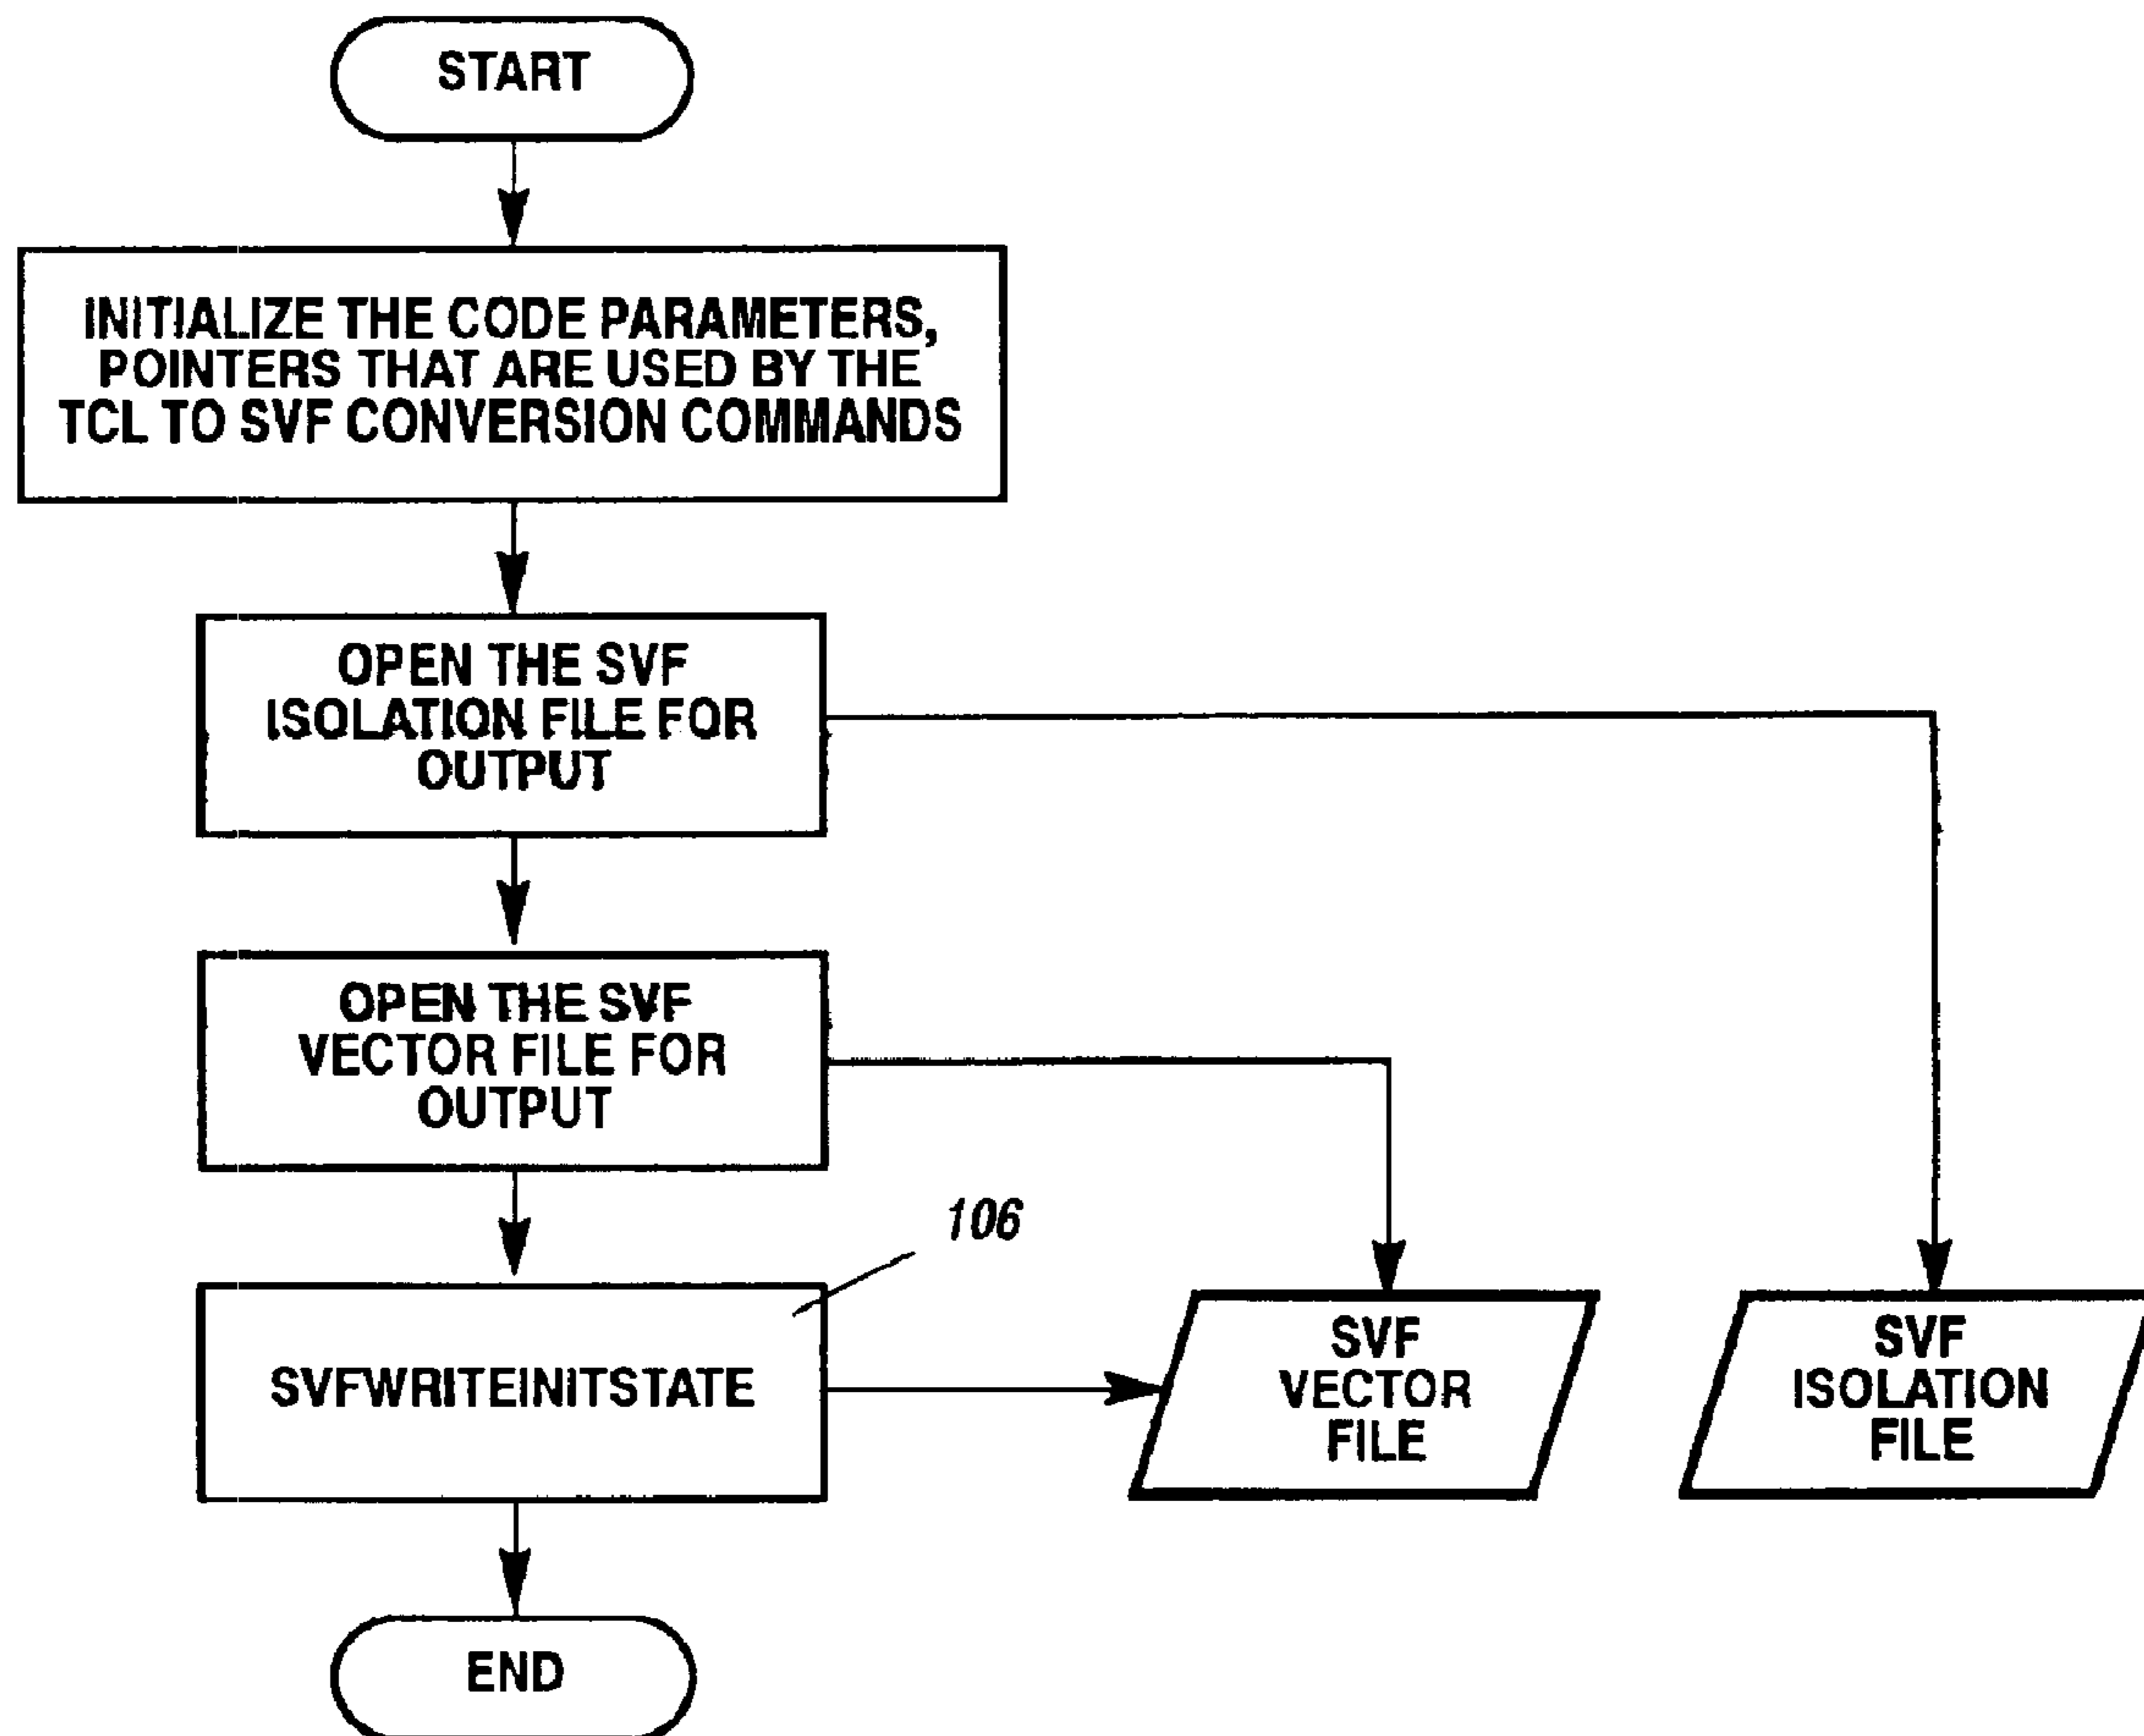 START
INITIALIZE THE CODE PARAMETERS,
POINTERS THAT ARE USED BY THE
TCL TO SVF CONVERSION COMMANDS
OPEN THE SVF
ISOLATION FILE FOR
OUTPUT
OPEN THE SVF
VECTOR FILE FOR
OUTPUT
106
SVFWRITEINITSTATE
SVF
VECTOR
FILE
SVF
ISOLATION
FILE
END